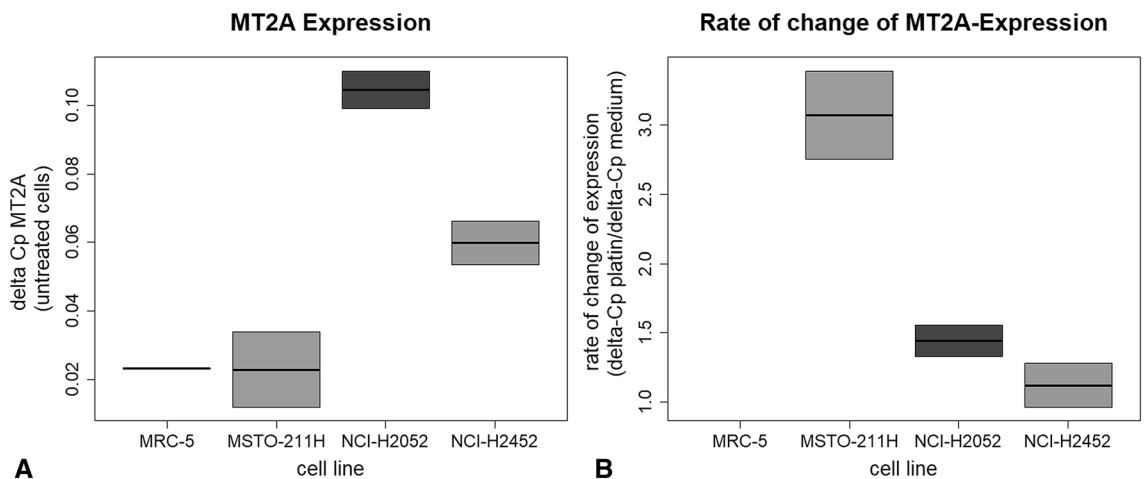 MT2A Expression
delta Cp MT2A
(untreated cells)
0.10
0.08
0.06
0.04
0.02
MRC-5 MSTO-211H NCI-H2052 NCI-H2452
cell line
A
Rate of change of MT2A-Expression
rate of change of expression
(delta-Cp platin/delta-Cp medium)
3.0
2.5
2.0
1.5
1.0
MRC-5 MSTO-211H NCI-H2052 NCI-H2452
cell line
B